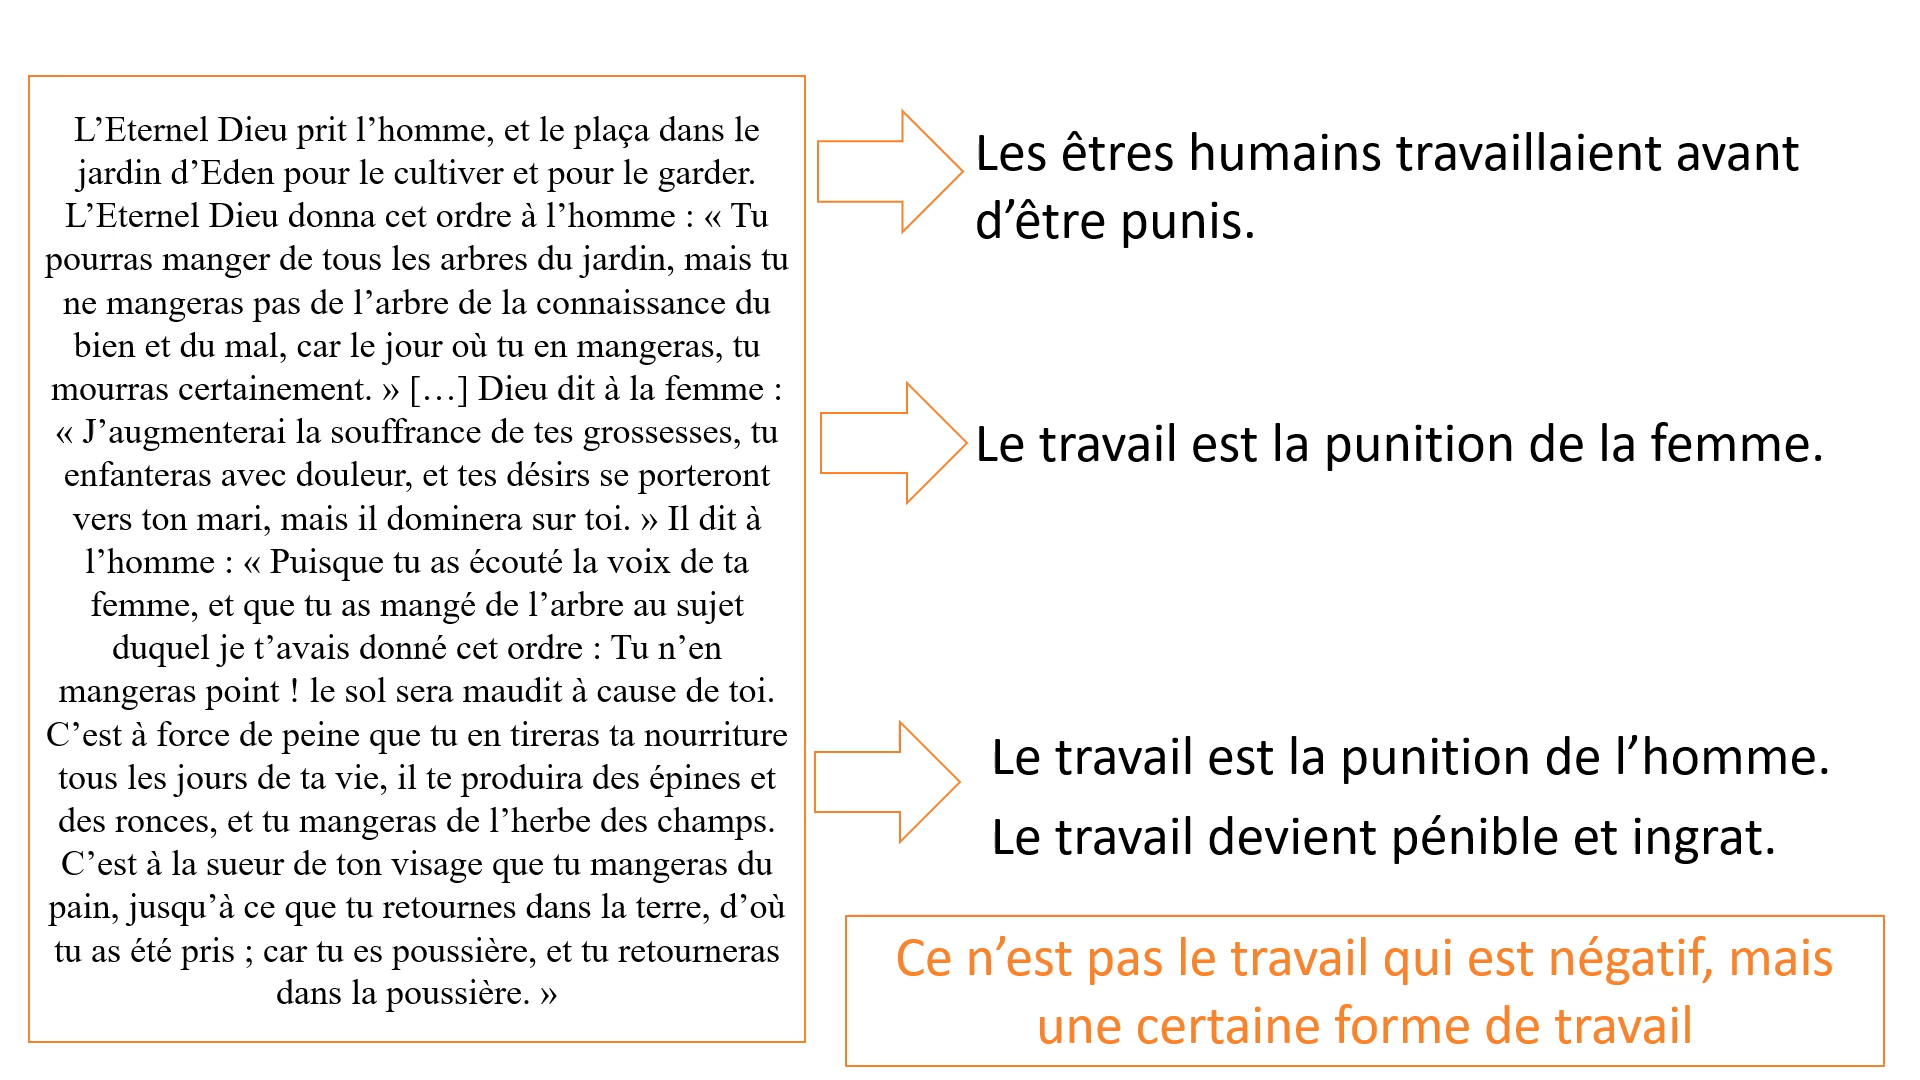 L’Eternel Dieu prit l’homme, et le plaça dans le
jardin d’Eden pour le cultiver et pour le garder.
L’Eternel Dieu donna cet ordre à l’homme : « Tu
pourras manger de tous les arbres du jardin, mais tu
ne mangeras pas de l’arbre de la connaissance du
bien et du mal, car le jour où tu en mangeras, tu
mourras certainement. » […] Dieu dit à la femme :
« J’augmenterai la souffrance de tes grossesses, tu
enfanteras avec douleur, et tes désirs se porteront
vers ton mari, mais il dominera sur toi. » Il dit à
l’homme : « Puisque tu as écouté la voix de ta
femme, et que tu as mangé de l’arbre au sujet
duquel je t’avais donné cet ordre : Tu n’en
mangeras point ! le sol sera maudit à cause de toi.
C’est à force de peine que tu en tireras ta nourriture
tous les jours de ta vie, il te produira des épines et
des ronces, et tu mangeras de l’herbe des champs.
C’est à la sueur de ton visage que tu mangeras du
pain, jusqu’à ce que tu retournes dans la terre, d’où
tu as été pris ; car tu es poussière, et tu retourneras
dans la poussière. »
Les êtres humains travaillaient avant
d’être punis.
Le travail est la punition de la femme.
Le travail est la punition de l’homme.
Le travail devient pénible et ingrat.
Ce n’est pas le travail qui est négatif, mais
une certaine forme de travail